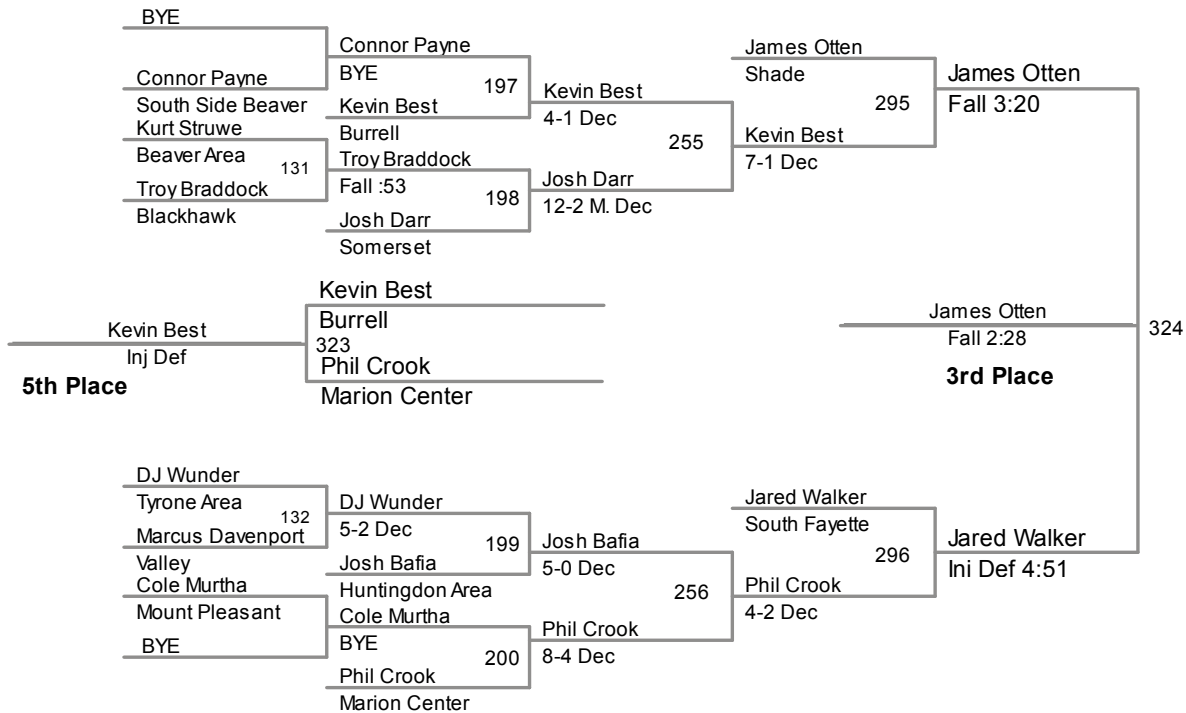 BYE
Connor Payne
South Side Beaver
Kurt Struwe
Beaver Area
131
Troy Braddock
Blackhawk
Connor Payne
BYE
197
Kevin Best
Burrell
Troy Braddock
Fall :53
198
Josh Darr
Somerset
Kevin Best
4-1 Dec
255
Josh Darr
12-2 M. Dec
James Otten
Shade
295
Kevin Best
7-1 Dec
James Otten
Fall 3:20
Kevin Best
Burrell
323
Phil Crook
Marion Center
Kevin Best
Inj Def
5th Place
James Otten
Fall 2:28
3rd Place
324
DJ Wunder
Tyrone Area
132
Marcus Davenport
Valley
Cole Murtha
Mount Pleasant
BYE
DJ Wunder
5-2 Dec
199
Josh Bafia
Huntingdon Area
Cole Murtha
BYE
200
Phil Crook
Marion Center
Josh Bafia
5-0 Dec
256
Phil Crook
8-4 Dec
Jared Walker
South Fayette
296
Phil Crook
4-2 Dec
Jared Walker
Ini Def 4:51